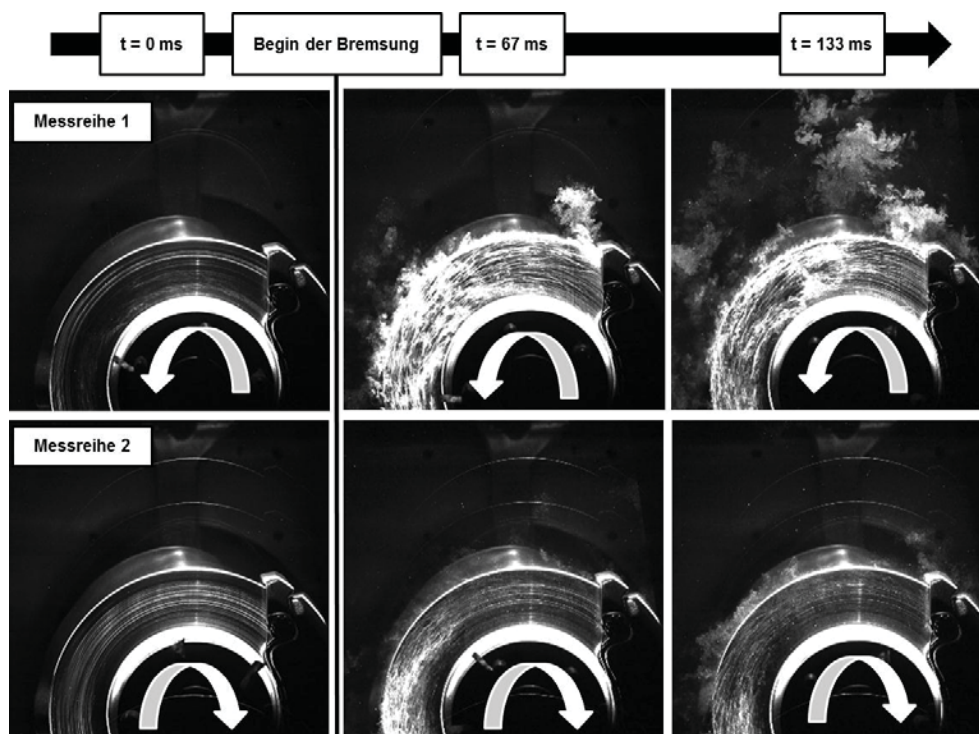 t = 0 ms
Begin der Bremsung
t = 67 ms
t = 133 ms
Messreihe 1
Messreihe 2